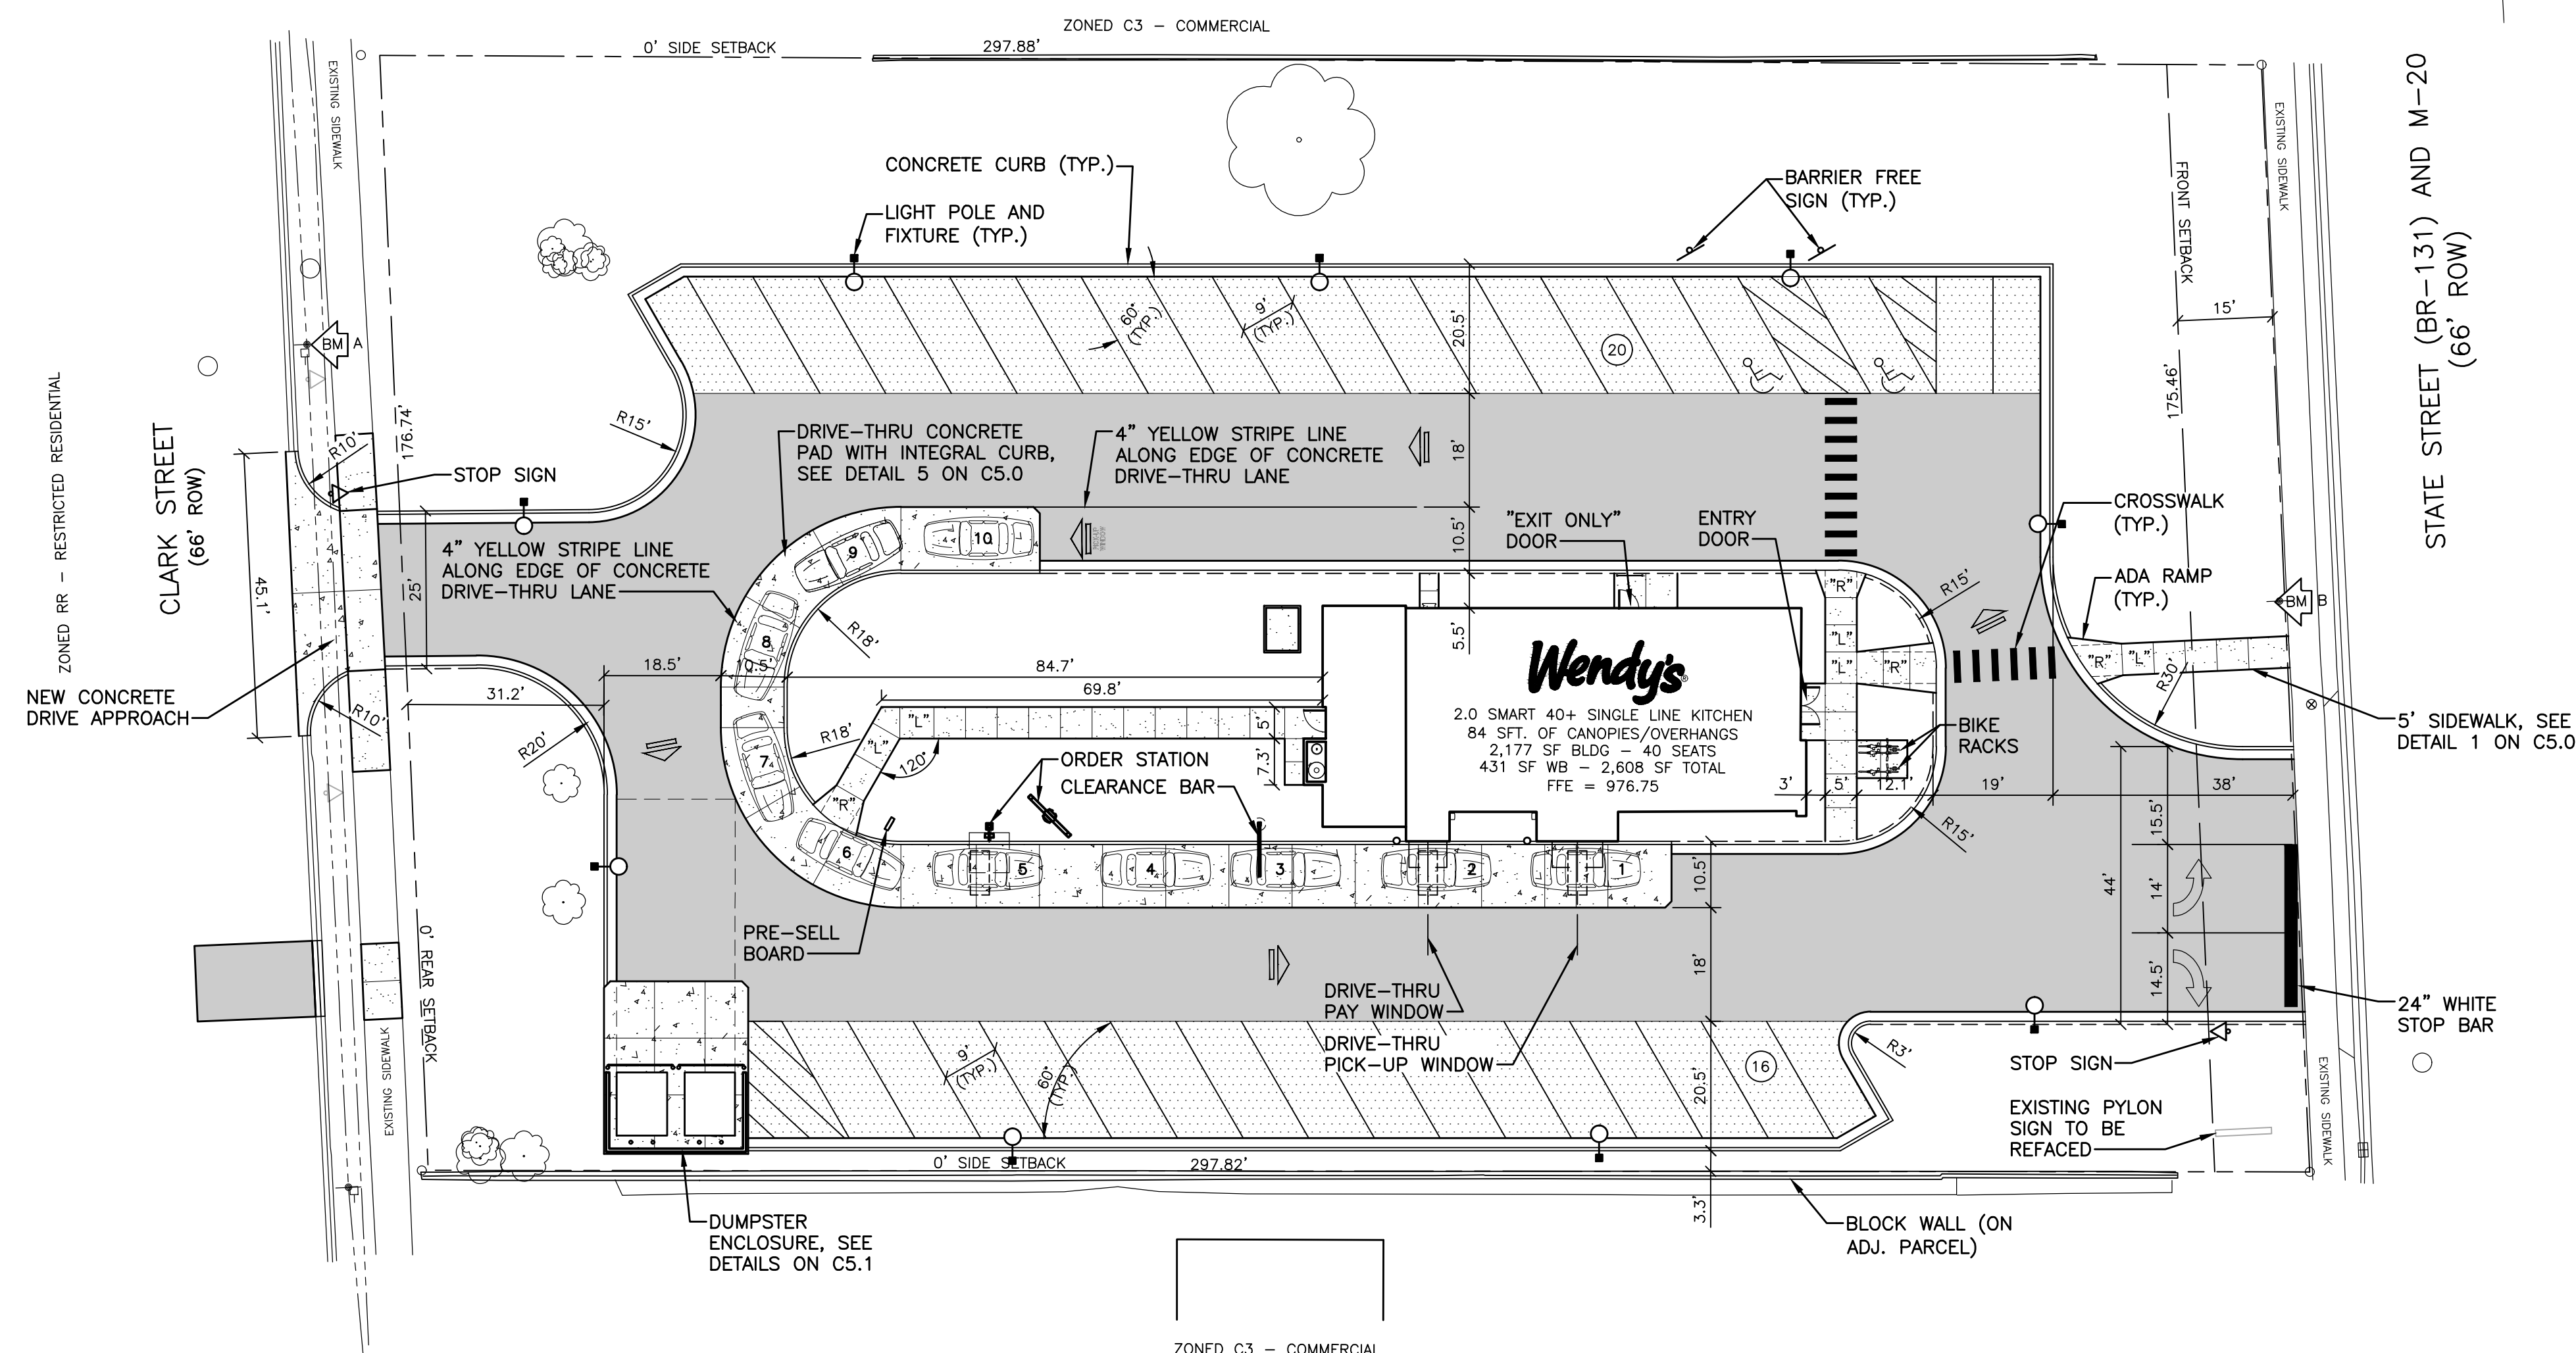 ZONED C3 – COMMERCIAL
0' SIDE SETBACK
297.88'
EXISTING SIDEWALK
EXISTING SIDEWALK
STATE STREET (BR-131) AND M-20
(66' ROW)
CONCRETE CURB (TYP.)
LIGHT POLE AND
FIXTURE (TYP.)
BARRIER FREE
SIGN (TYP.)
FRONT SETBACK
15'
175.46'
BM A
60°
(TYP.)
9'
(TYP.)
20.5'
20
ZONED RR – RESTRICTED RESIDENTIAL
CLARK STREET
(66' ROW)
176.74'
R10'
R15'
STOP SIGN
DRIVE-THRU CONCRETE
PAD WITH INTEGRAL CURB,
SEE DETAIL 5 ON C5.0
4" YELLOW STRIPE LINE
ALONG EDGE OF CONCRETE
DRIVE-THRU LANE
18'
10.5'
"EXIT ONLY"
DOOR
ENTRY
DOOR
CROSSWALK
(TYP.)
ADA RAMP
(TYP.)
BM B
4" YELLOW STRIPE LINE
ALONG EDGE OF CONCRETE
DRIVE-THRU LANE
45.1'
25'
10
9
8
7
6
5
4
3
2
1
R18'
R18'
5.5'
"R"
"L"
"L"
"R"
R15'
"R"
"L"
R30'
NEW CONCRETE
DRIVE APPROACH
R10'
31.2'
R20'
18.5'
10.5'
84.7'
69.8'
"L"
"L"
"R"
120°
5'
7.3'
Wendy's®
2.0 SMART 40+ SINGLE LINE KITCHEN
84 SFT. OF CANOPIES/OVERHANGS
2,177 SF BLDG – 40 SEATS
431 SF WB – 2,608 SF TOTAL
FFE = 976.75
BIKE
RACKS
5' SIDEWALK, SEE
DETAIL 1 ON C5.0
ORDER STATION
CLEARANCE BAR
3'
5'
12.1'
19'
38'
R15'
15.5'
14'
14.5'
44'
10.5'
18'
20.5'
3.3'
PRE-SELL
BOARD
DRIVE-THRU
PAY WINDOW
DRIVE-THRU
PICK-UP WINDOW
0' REAR SETBACK
EXISTING SIDEWALK
9'
(TYP.)
60°
(TYP.)
16
R3'
24" WHITE
STOP BAR
STOP SIGN
EXISTING PYLON
SIGN TO BE
REFACED
EXISTING SIDEWALK
0' SIDE SETBACK
297.82'
DUMPSTER
ENCLOSURE, SEE
DETAILS ON C5.1
BLOCK WALL (ON
ADJ. PARCEL)
ZONED C3 – COMMERCIAL